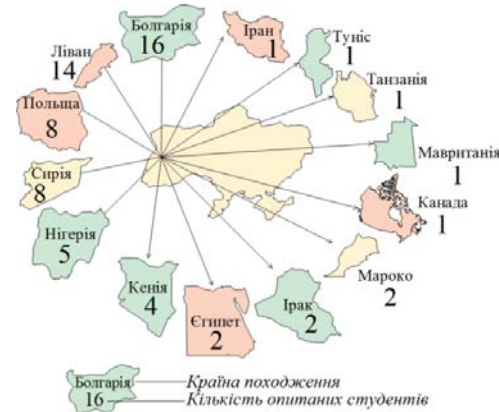 Болгарія
16
Іран
1
Туніс
1
Ліван
14
Танзанія
1
Польща
8
Мавританія
1
Сирія
8
Канада
1
Нігерія
5
Мароко
2
Кенія
4
Єгипет
2
Ірак
2
Болгарія
16
Країна походження
Кількість опитаних студентів